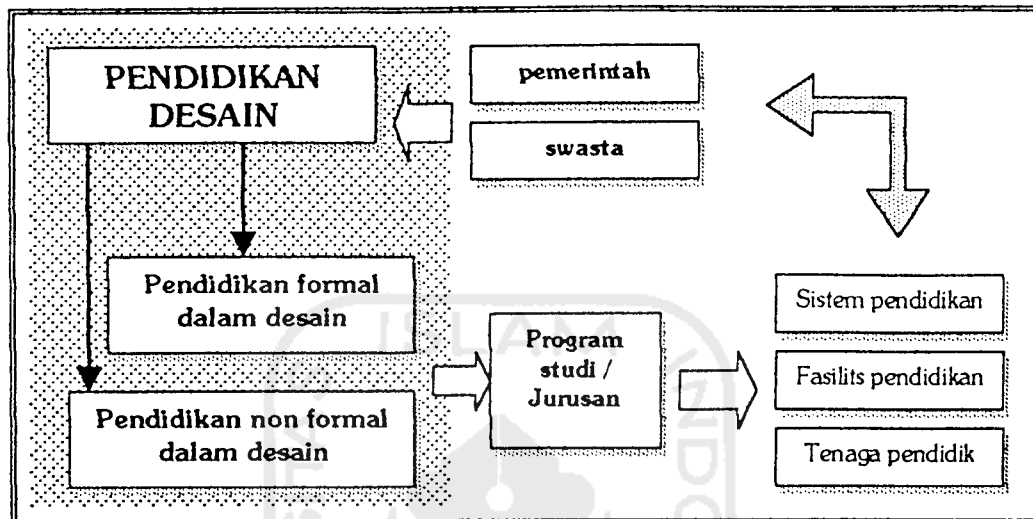 PENDIDIKAN
DESAIN
pemerintah
swasta
Pendidikan formal
dalam desain
Pendidikan non formal
dalam desain
Program
studi /
Jurusan
Sistem pendidikan
Fasilits pendidikan
Tenaga pendidik
ISLAM